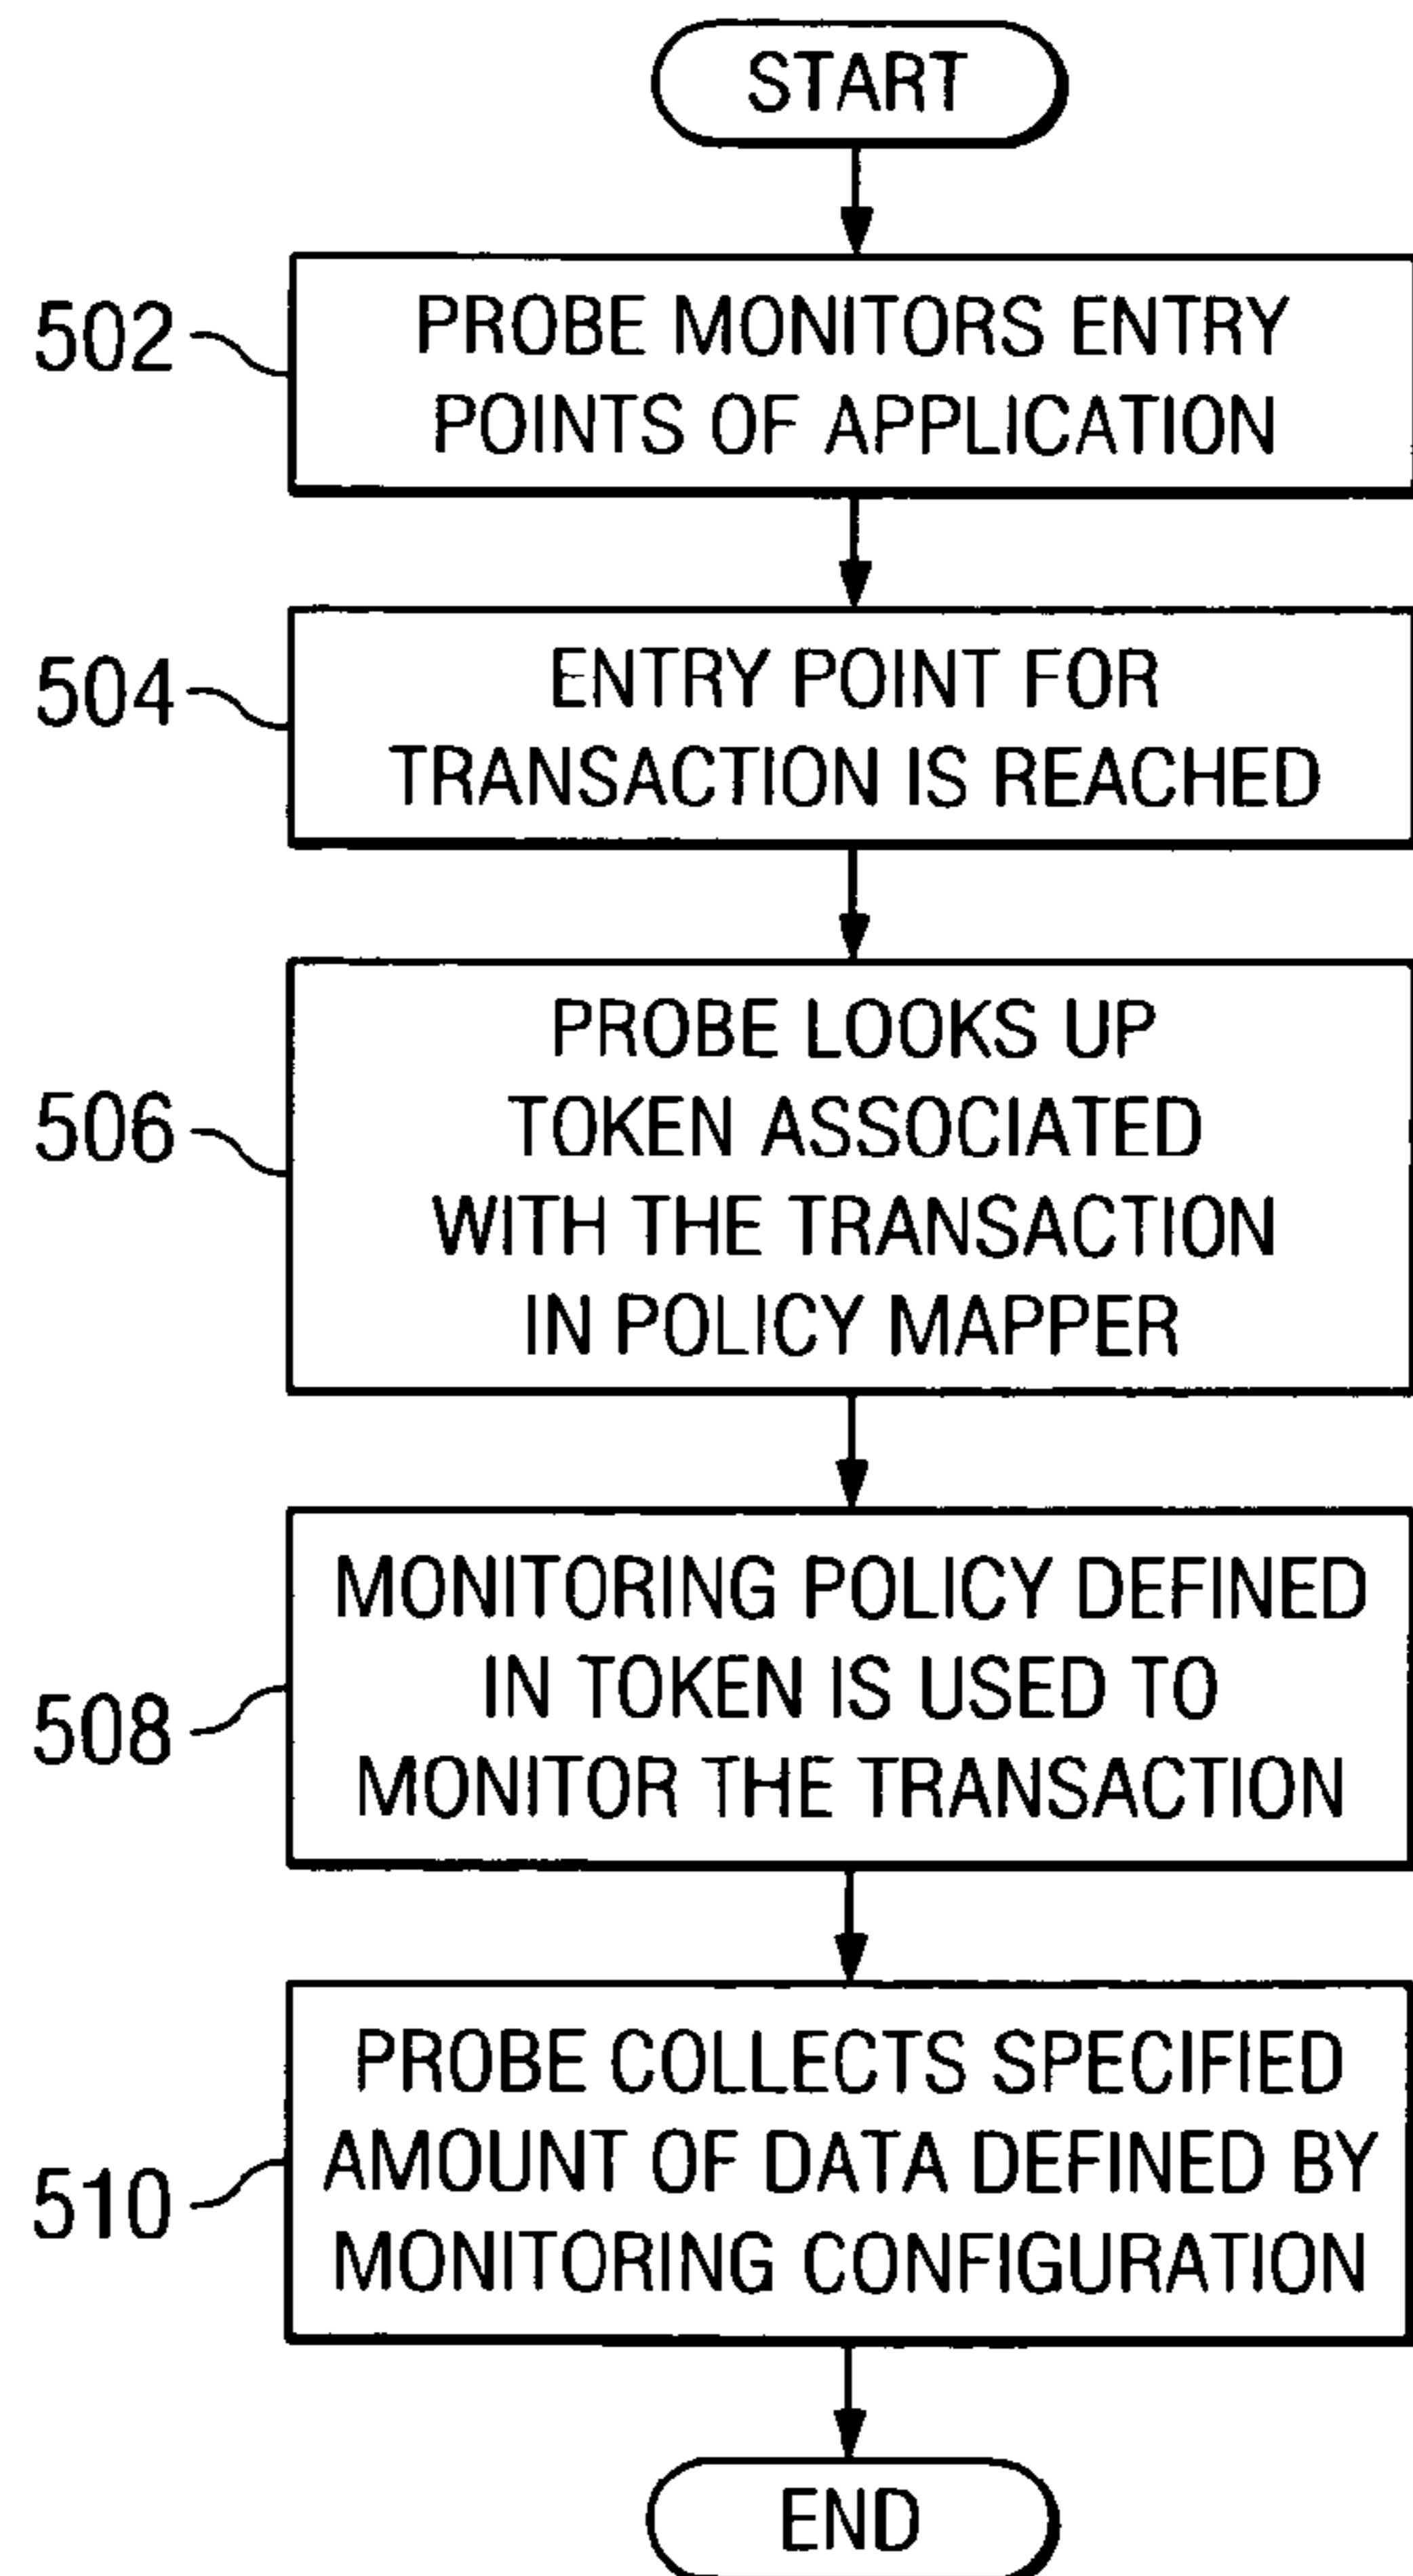 START
502
PROBE MONITORS ENTRY
POINTS OF APPLICATION
504
ENTRY POINT FOR
TRANSACTION IS REACHED
506
PROBE LOOKS UP
TOKEN ASSOCIATED
WITH THE TRANSACTION
IN POLICY MAPPER
508
MONITORING POLICY DEFINED
IN TOKEN IS USED TO
MONITOR THE TRANSACTION
510
PROBE COLLECTS SPECIFIED
AMOUNT OF DATA DEFINED BY
MONITORING CONFIGURATION
END